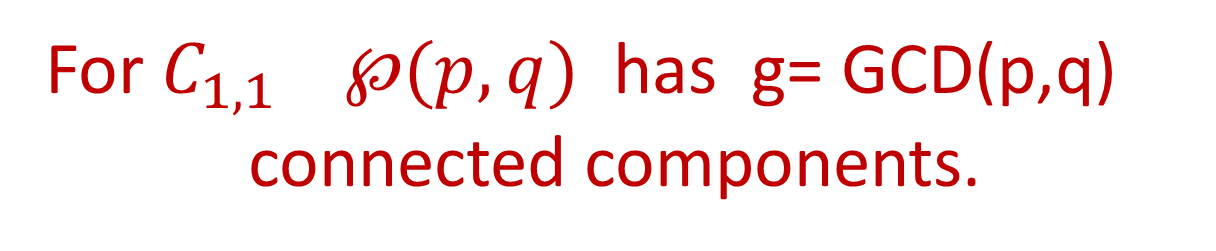 For 𝐶₁,₁ ℘(𝑝, 𝑞) has g= GCD(p,q)
connected components.